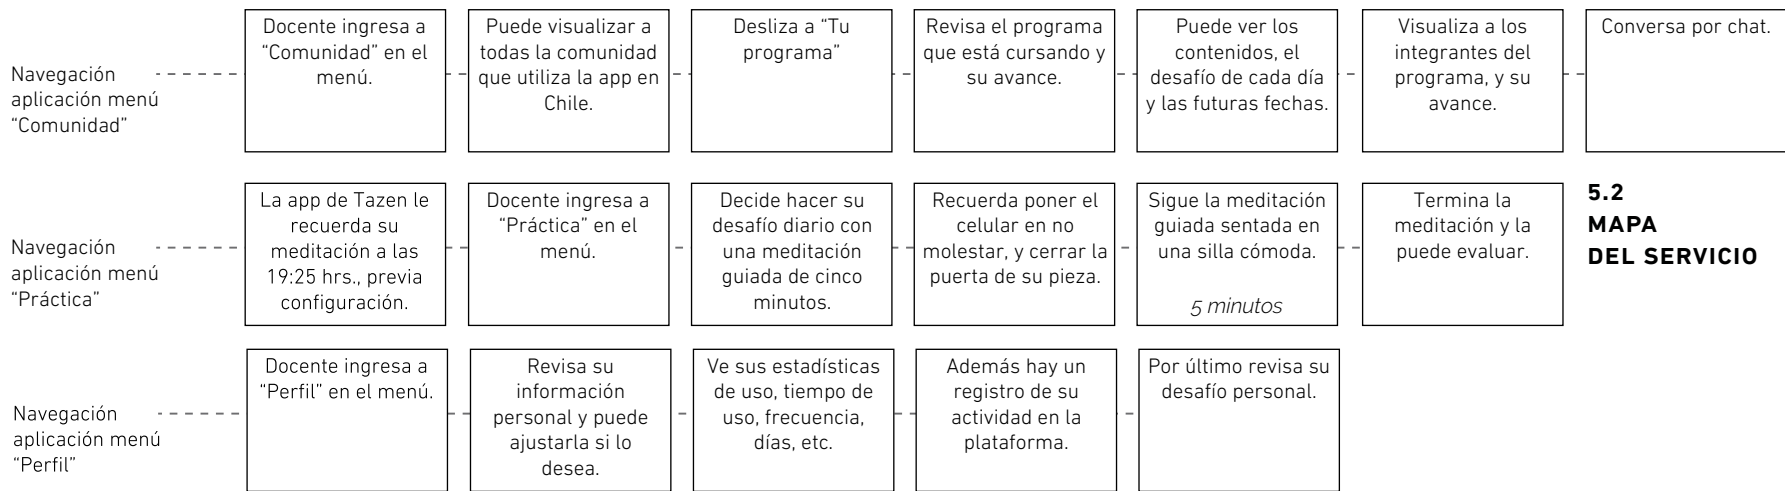 Navegación
aplicación menú
“Comunidad”
Docente ingresa a
“Comunidad” en el
menú.
Puede visualizar a
todas la comunidad
que utiliza la app en
Chile.
Desliza a “Tu
programa”
Revisa el programa
que está cursando y
su avance.
Puede ver los
contenidos, el
desafío de cada día
y las futuras fechas.
Visualiza a los
integrantes del
programa, y su
avance.
Conversa por chat.
Navegación
aplicación menú
“Práctica”
La app de Tazen le
recuerda su
meditación a las
19:25 hrs., previa
configuración.
Docente ingresa a
“Práctica” en el
menú.
Decide hacer su
desafío diario con
una meditación
guiada de cinco
minutos.
Recuerda poner el
celular en no
molestar, y cerrar la
puerta de su pieza.
Sigue la meditación
guiada sentada en
una silla cómoda.
5 minutos
Termina la
meditación y la
puede evaluar.
5.2
MAPA
DEL SERVICIO
Navegación
aplicación menú
“Perfil”
Docente ingresa a
“Perfil” en el menú.
Revisa su
información
personal y puede
ajustarla si lo
desea.
Ve sus estadísticas
de uso, tiempo de
uso, frecuencia,
días, etc.
Además hay un
registro de su
actividad en la
plataforma.
Por último revisa su
desafío personal.